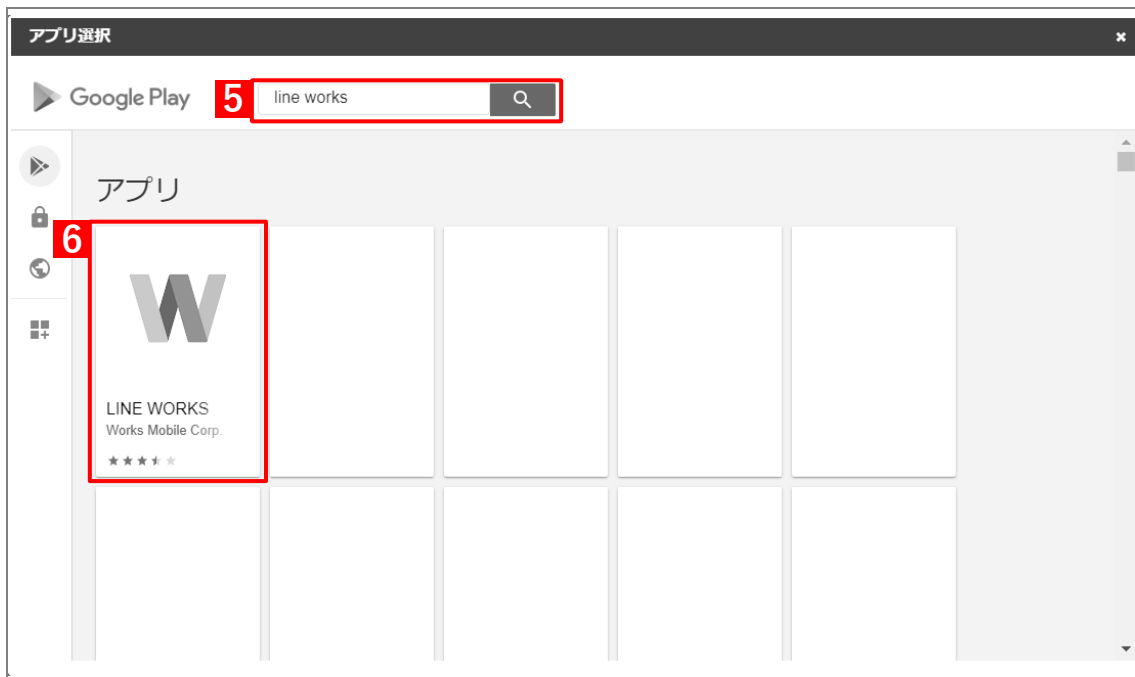 アプリ選択
Google Play
5
line works
アプリ
6
LINE WORKS
Works Mobile Corp.